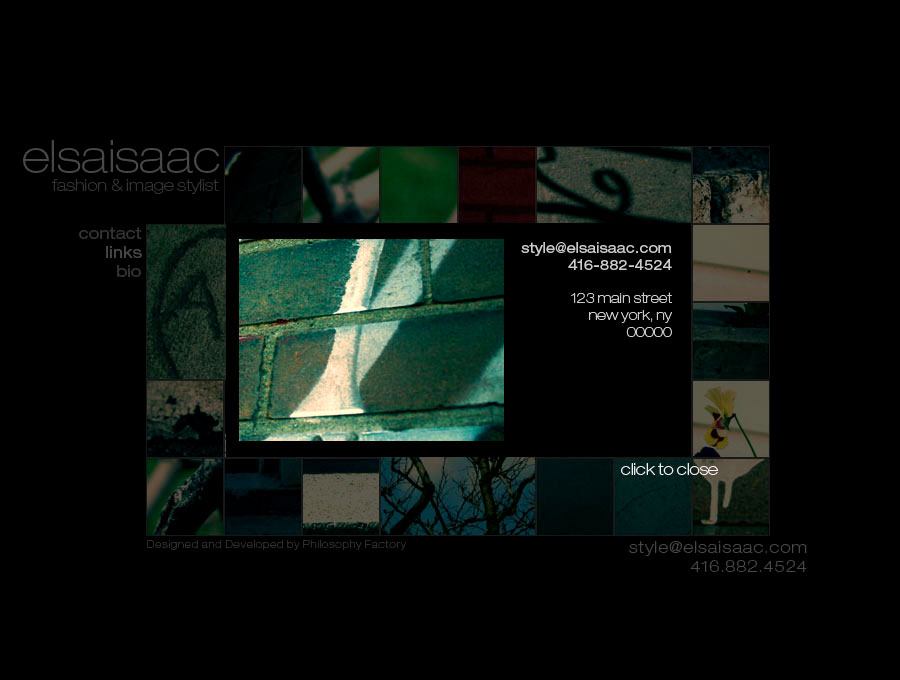 elsaisaac
fashion & image stylist
contact
links
bio
style@elsaisaac.com
416-882-4524
123 main street
new york, ny
00000
click to close
Designed and Developed by Philosophy Factory
style@elsaisaac.com
416.882.4524